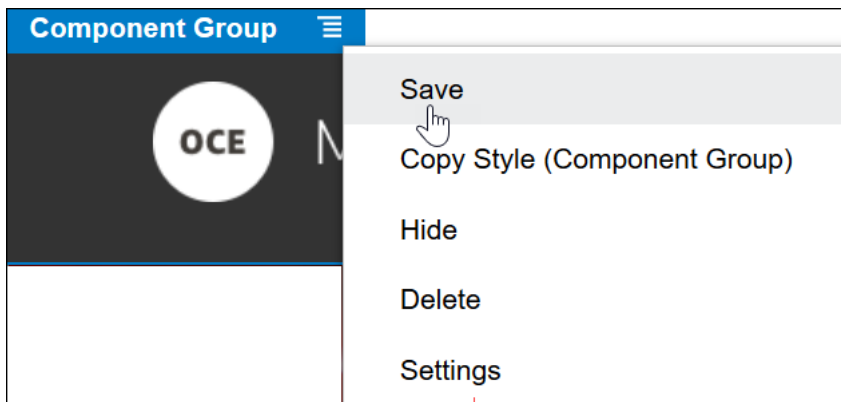 Component Group
Save
OCE M
Copy Style (Component Group)
Hide
Delete
Settings